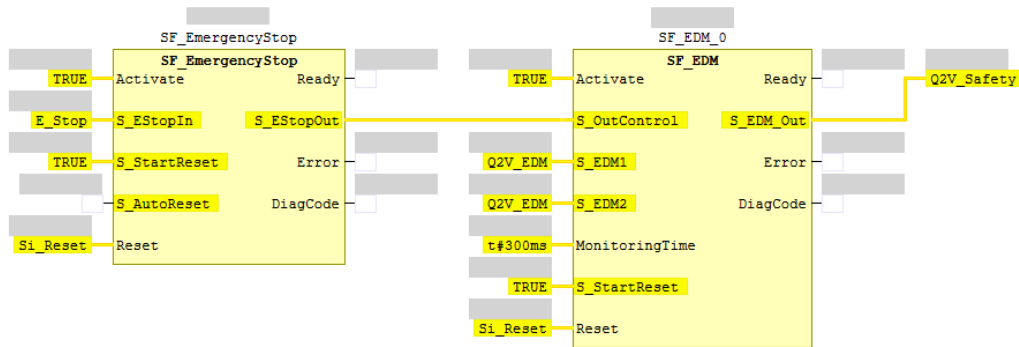 SF_EmergencyStop
SF_EmergencyStop
TRUE Activate Ready
E_Stop S_EStopIn S_EStopOut
TRUE S_StartReset Error
S_AutoReset DiagCode
Si_Reset Reset
SF_EDM_0
SF_EDM
TRUE Activate Ready
S_OutControl S_EDM_Out
Q2V_EDM S_EDM1 Error
Q2V_EDM S_EDM2 DiagCode
t#300ms MonitoringTime
TRUE S_StartReset
Si_Reset Reset
Q2V_Safety